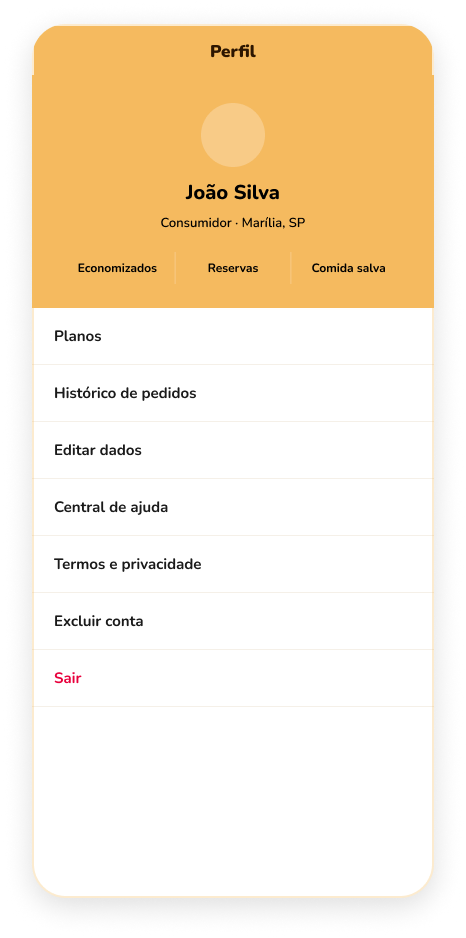 Perfil
João Silva
Consumidor · Marília, SP
Economizados Reservas Comida salva
Planos
Histórico de pedidos
Editar dados
Central de ajuda
Termos e privacidade
Excluir conta
Sair